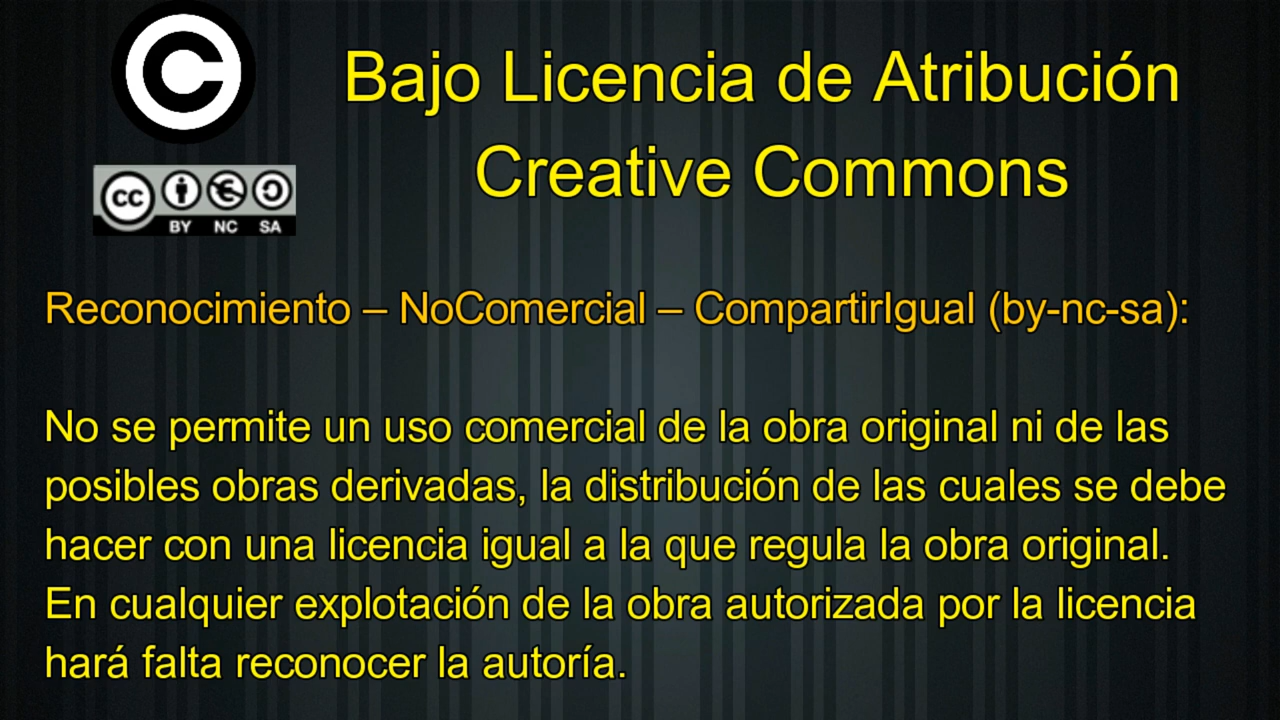 Bajo Licencia de Atribución
Creative Commons
cc
BY NC SA
Reconocimiento – NoComercial – CompartirIgual (by-nc-sa):
No se permite un uso comercial de la obra original ni de las
posibles obras derivadas, la distribución de las cuales se debe
hacer con una licencia igual a la que regula la obra original.
En cualquier explotación de la obra autorizada por la licencia
hará falta reconocer la autoría.